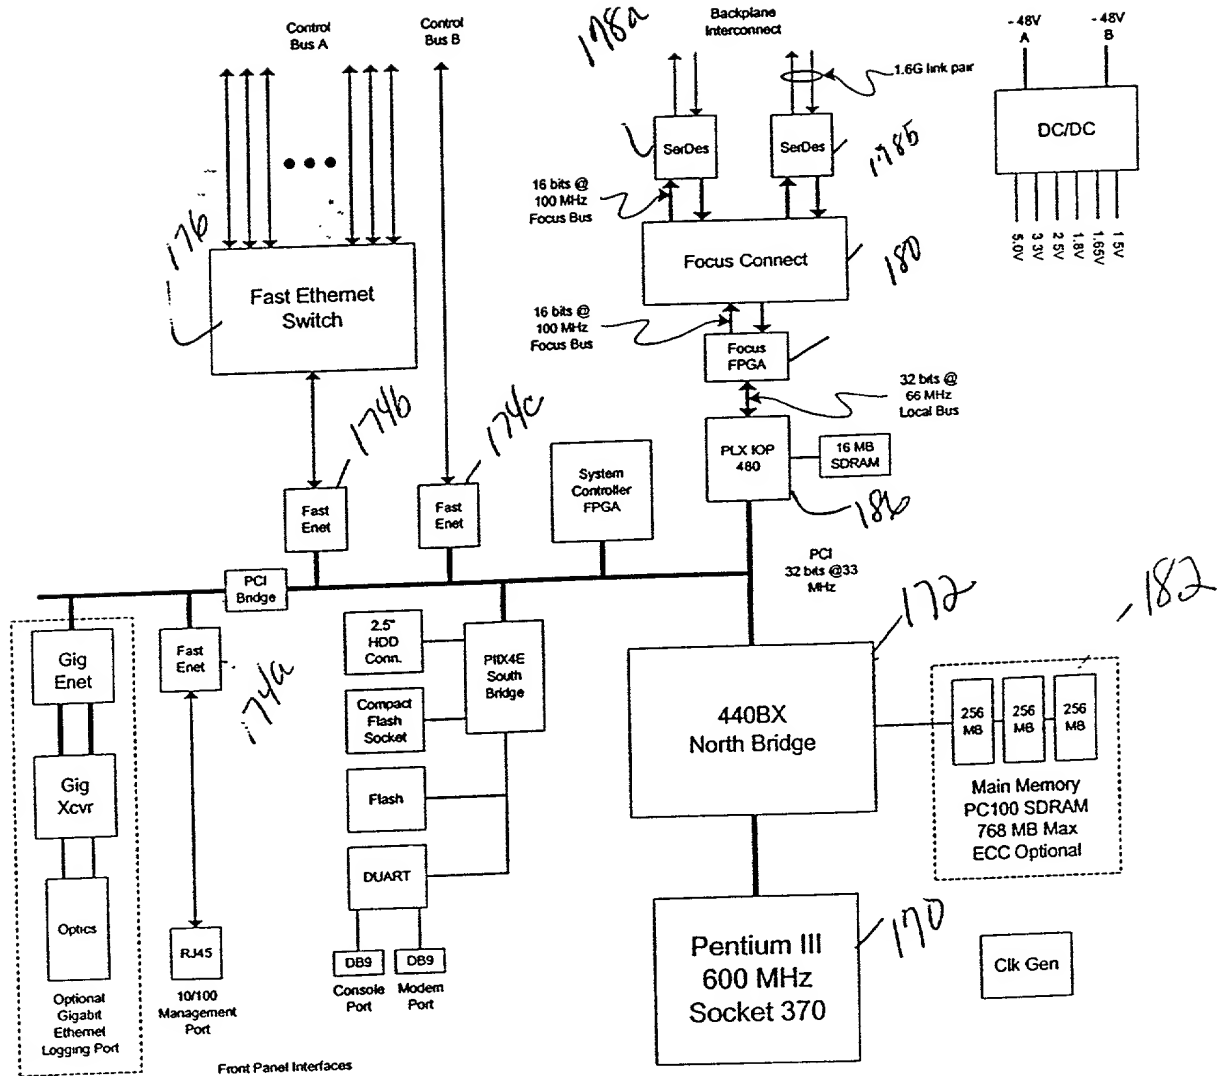 Control
Bus A
Control
Bus B
178a
Backplane
Interconnect
1.6G link pair
- 48V
A
- 48V
B
DC/DC
5.0V
3.3V
2.5V
1.8V
1.65V
1.5V
SerDes
SerDes
178b
16 bits @
100 MHz
Focus Bus
Focus Connect
180
176
Fast Ethernet
Switch
16 bits @
100 MHz
Focus Bus
Focus
FPGA
32 bits @
66 MHz
Local Bus
174b
174c
PLX IOP
480
16 MB
SDRAM
186
System
Controller
FPGA
Fast
Enet
Fast
Enet
PCI
32 bits @33
MHz
PCI
Bridge
172
182
Gig
Enet
Fast
Enet
174a
2.5"
HDD
Conn.
PIIX4E
South
Bridge
Compact
Flash
Socket
440BX
North Bridge
256
MB
256
MB
256
MB
Main Memory
PC100 SDRAM
768 MB Max
ECC Optional
Gig
Xcvr
Flash
DUART
Optics
RJ45
DB9
DB9
Console
Port
Modem
Port
Pentium III
600 MHz
Socket 370
170
Clk Gen
Optional
Gigabit
Ethernet
Logging Port
10/100
Management
Port
Front Panel Interfaces